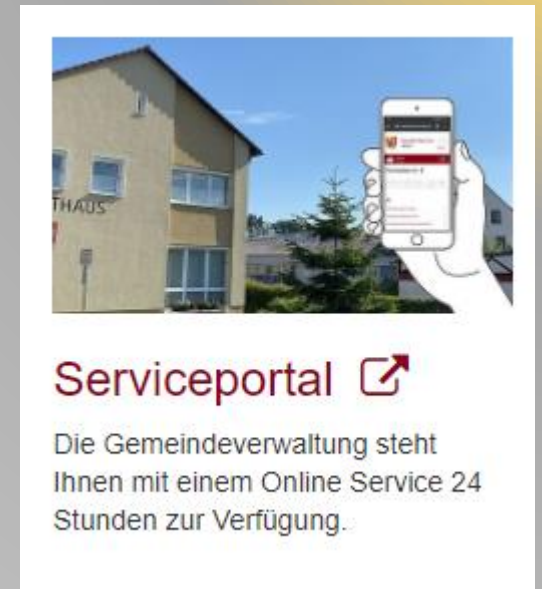 THAUS
Serviceportal
Die Gemeindeverwaltung steht
Ihnen mit einem Online Service 24
Stunden zur Verfügung.